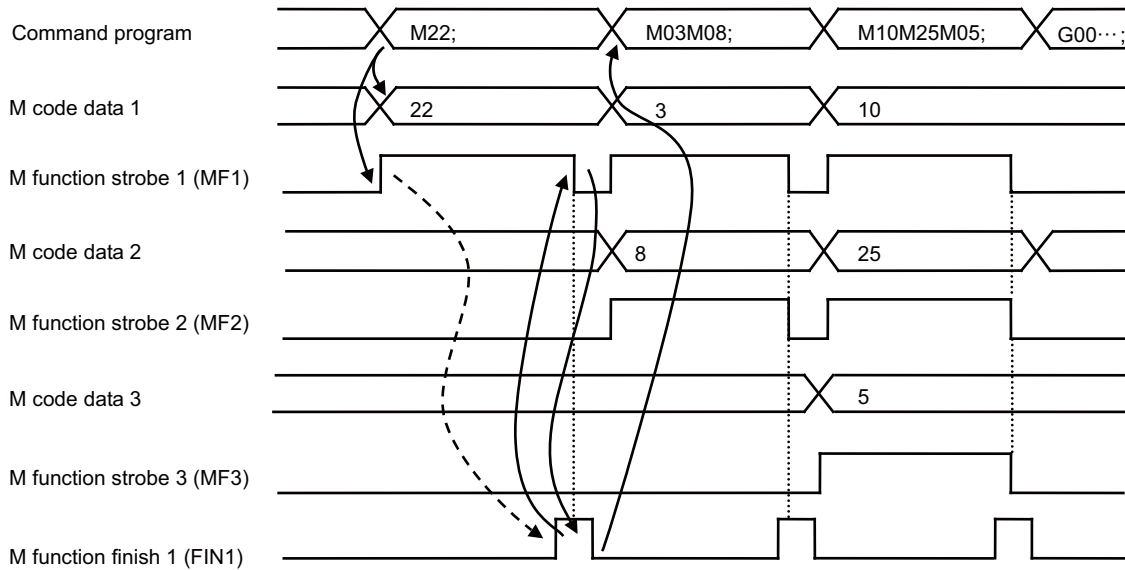 Command program M22; M03M08; M10M25M05; G00⋯;
M code data 1 22 3 10
M function strobe 1 (MF1)
M code data 2 8 25
M function strobe 2 (MF2)
M code data 3 5
M function strobe 3 (MF3)
M function finish 1 (FIN1)